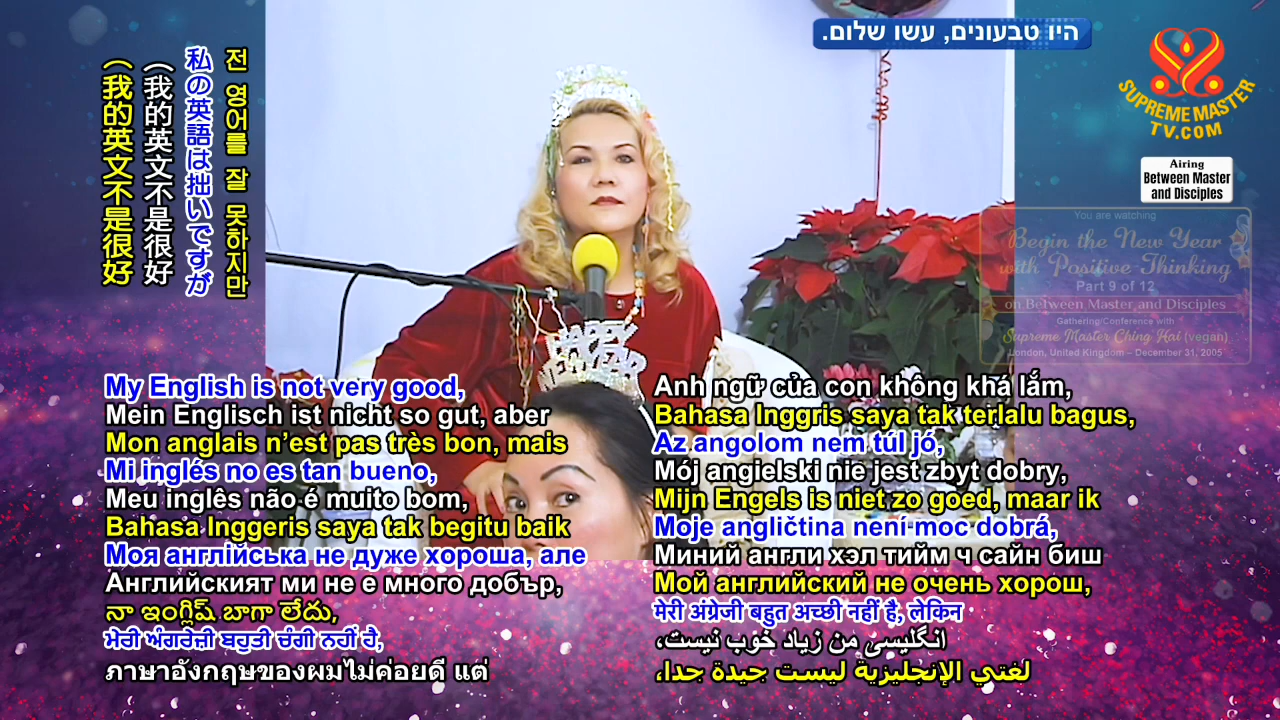 היו טבעונים, עשו שלום.
SUPREME MASTER
TV.COM
Airing
Between Master
and Disciples
You are watching
Begin the New Year
with Positive Thinking
Part 9 of 12
on Between Master and Disciples
Gathering/Conference with
Supreme Master Ching Hai (vegan)
London, United Kingdom – December 31, 2005
전 영어를 잘 못하지만
私の英語は拙いですが
（我的英文不是很好
（我的英文不是很好
HAPPY
NEW YEAR
My English is not very good,
Mein Englisch ist nicht so gut, aber
Mon anglais n’est pas très bon, mais
Mi inglés no es tan bueno,
Meu inglês não é muito bom,
Bahasa Inggeris saya tak begitu baik
Моя англійська не дуже хороша, але
Английският ми не е много добър,
నా ఇంగ్లిష్ బాగా లేదు,
ਮੇਰੀ ਅੰਗਰੇਜ਼ੀ ਬਹੁਤੀ ਚੰਗੀ ਨਹੀਂ ਹੈ,
ภาษาอังกฤษของผมไม่ค่อยดี แต่
Anh ngữ của con không khá lắm,
Bahasa Inggris saya tak terlalu bagus,
Az angolom nem túl jó,
Mój angielski nie jest zbyt dobry,
Mijn Engels is niet zo goed, maar ik
Moje angličtina není moc dobrá,
Миний англи хэл тийм ч сайн биш
Мой английский не очень хорош,
मेरी अंग्रेजी बहुत अच्छी नहीं है, लेकिन
انگلیسی من زیاد خوب نیست،
لغتي الإنجليزية ليست جيدة جدا،